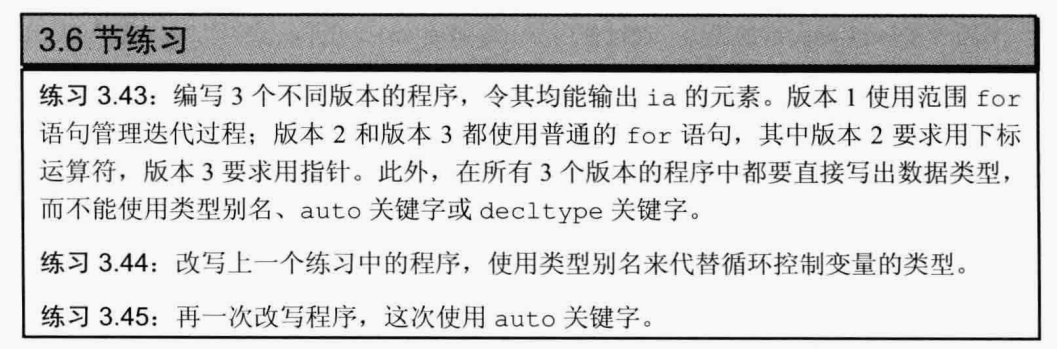 3.6 节练习
练习 3.43：编写 3 个不同版本的程序，令其均能输出 ia 的元素。版本 1 使用范围 for
语句管理迭代过程；版本 2 和版本 3 都使用普通的 for 语句，其中版本 2 要求用下标
运算符，版本 3 要求用指针。此外，在所有 3 个版本的程序中都要直接写出数据类型，
而不能使用类型别名、auto 关键字或 decltype 关键字。
练习 3.44：改写上一个练习中的程序，使用类型别名来代替循环控制变量的类型。
练习 3.45：再一次改写程序，这次使用 auto 关键字。